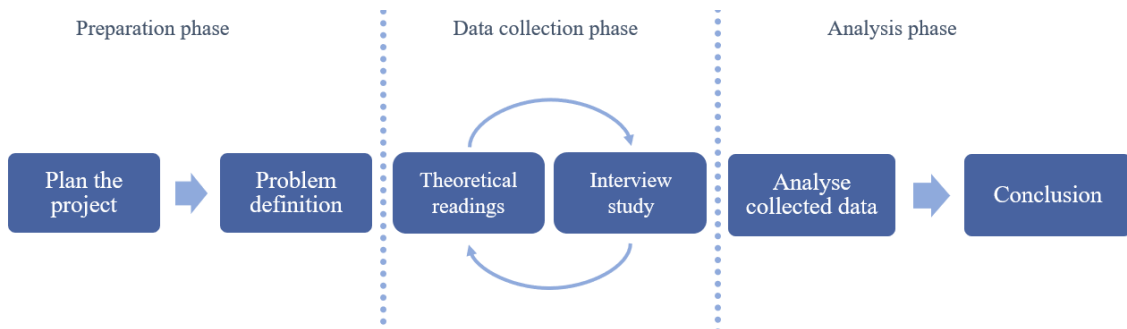 Preparation phase
Data collection phase
Analysis phase
Plan the
project
Problem
definition
Theoretical
readings
Interview
study
Analyse
collected data
Conclusion